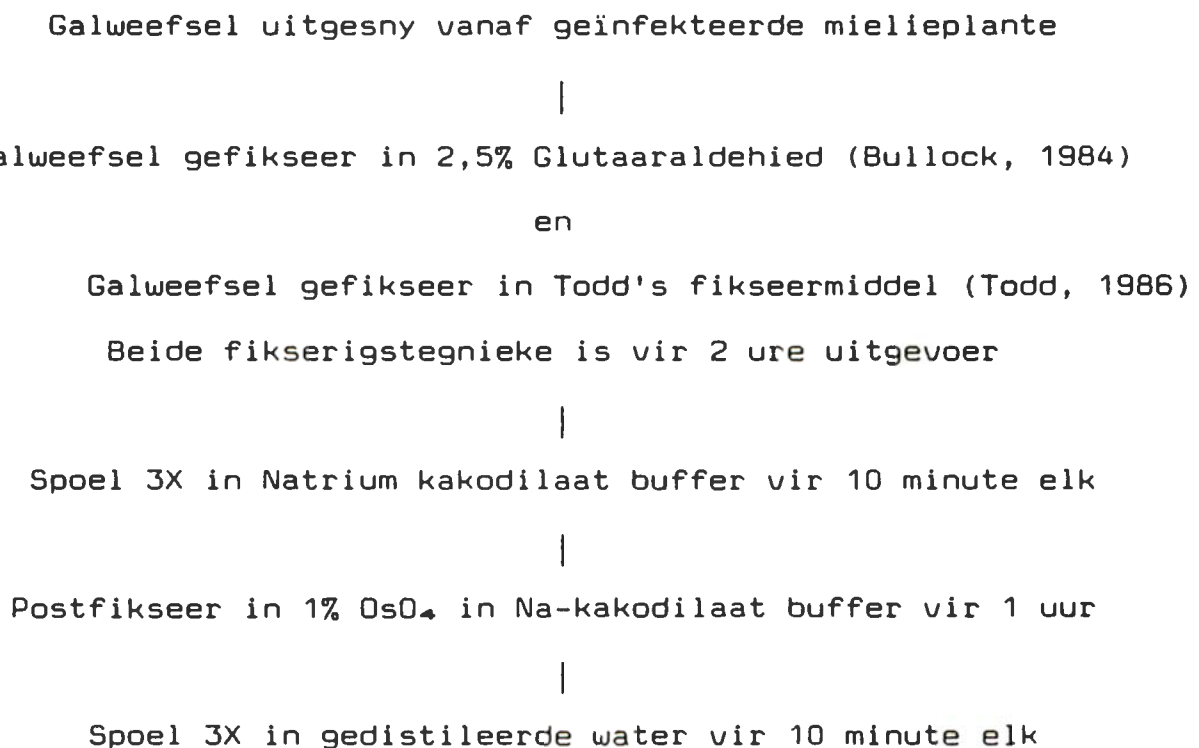 Galweefsel uitgesny vanaf geïnfekteerde mielieplante
|
alweefsel gefikseer in 2,5% Glutaaraldehied (Bullock, 1984)
en
Galweefsel gefikseer in Todd's fikseermiddel (Todd, 1986)
Beide fikserigstegnieke is vir 2 ure uitgevoer
|
Spoel 3X in Natrium kakodilaat buffer vir 10 minute elk
|
Postfikseer in 1% OsO₄ in Na-kakodilaat buffer vir 1 uur
|
Spoel 3X in gedistileerde water vir 10 minute elk